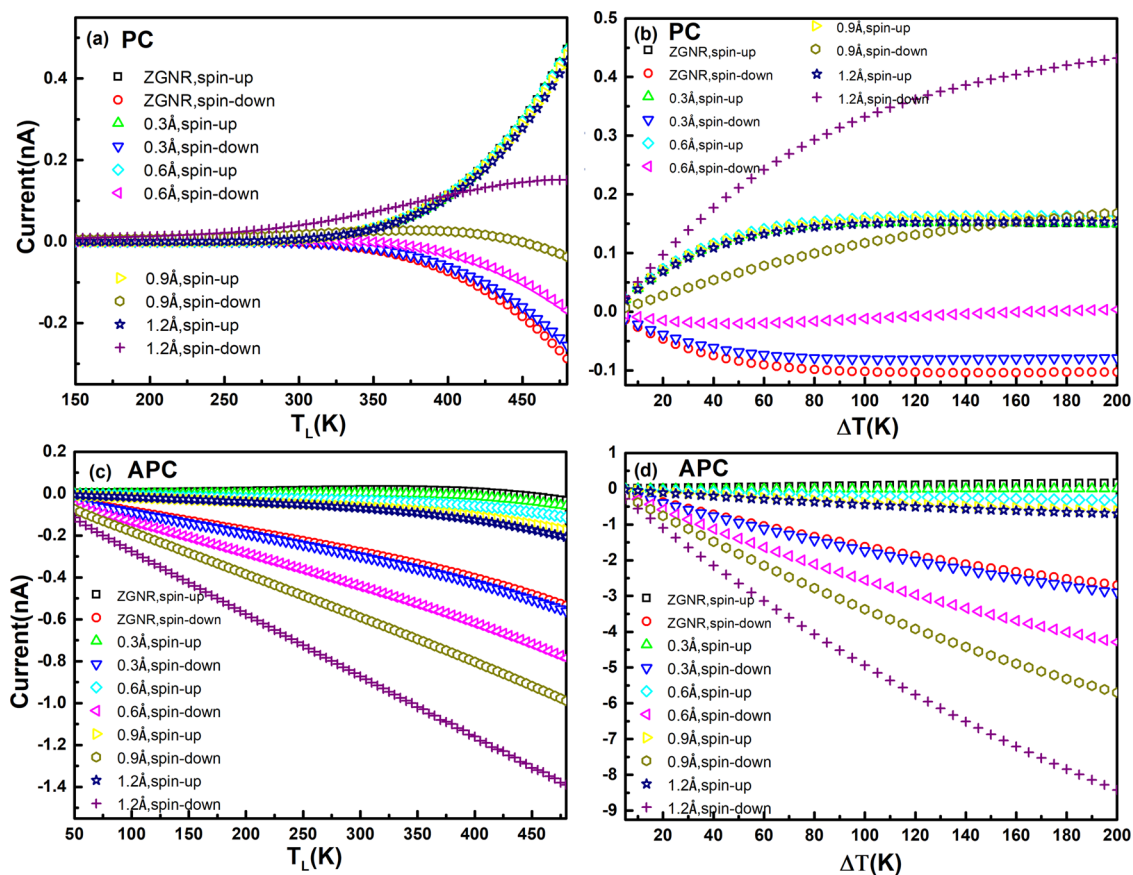 (a) PC
ZGNR,spin-up
ZGNR,spin-down
0.3Å,spin-up
0.3Å,spin-down
0.6Å,spin-up
0.6Å,spin-down
0.9Å,spin-up
0.9Å,spin-down
1.2Å,spin-up
1.2Å,spin-down
Current(nA)
0.4
0.2
0.0
-0.2
150 200 250 300 350 400 450
T_L(K)
(b) PC
ZGNR,spin-up
ZGNR,spin-down
0.3Å,spin-up
0.3Å,spin-down
0.6Å,spin-up
0.6Å,spin-down
0.9Å,spin-up
0.9Å,spin-down
1.2Å,spin-up
1.2Å,spin-down
0.5
0.4
0.3
0.2
0.1
0.0
-0.1
20 40 60 80 100 120 140 160 180 200
ΔT(K)
(c) APC
ZGNR,spin-up
ZGNR,spin-down
0.3Å,spin-up
0.3Å,spin-down
0.6Å,spin-up
0.6Å,spin-down
0.9Å,spin-up
0.9Å,spin-down
1.2Å,spin-up
1.2Å,spin-down
Current(nA)
0.2
0.0
-0.2
-0.4
-0.6
-0.8
-1.0
-1.2
-1.4
50 100 150 200 250 300 350 400 450
T_L(K)
(d) APC
ZGNR,spin-up
ZGNR,spin-down
0.3Å,spin-up
0.3Å,spin-down
0.6Å,spin-up
0.6Å,spin-down
0.9Å,spin-up
0.9Å,spin-down
1.2Å,spin-up
1.2Å,spin-down
1
0
-1
-2
-3
-4
-5
-6
-7
-8
-9
20 40 60 80 100 120 140 160 180 200
ΔT(K)